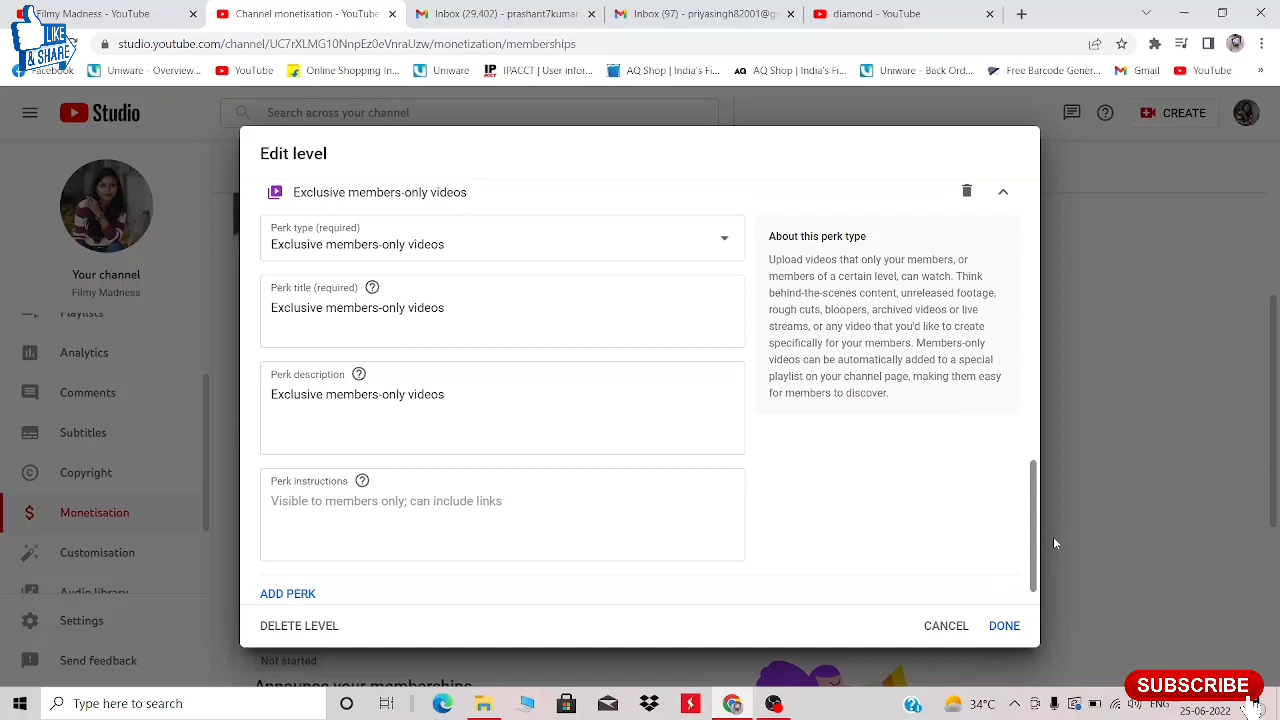 Filmy Madness
YouTube
Inbox (970) - prashant7kumar
Inbox (97) - priyankaprod@g
diamond - YouTube
LIKE
& SHARE
studio.youtube.com/channel/UC7rXLMG10NnpEz0eVnraUzw/monetization/memberships
Facebook
Uniware - Overview...
YouTube
Online Shopping In...
Uniware
IPACCT | User infor...
AQ Shop | India's Fi...
AQ Shop | India's Fi...
Uniware - Back Ord...
Free Barcode Gener...
Gmail
YouTube
Studio
Search across your channel
CREATE
Your channel
Filmy Madness
Playlists
Analytics
Comments
Subtitles
Copyright
Monetisation
Customisation
Audio library
Settings
Send feedback
Edit level
Exclusive members-only videos
Perk type (required)
Exclusive members-only videos
Perk title (required)
Exclusive members-only videos
Perk description
Exclusive members-only videos
Perk instructions
Visible to members only; can include links
About this perk type
Upload videos that only your members, or
members of a certain level, can watch. Think
behind-the-scenes content, unreleased footage,
rough cuts, bloopers, archived videos or live
streams, or any video that you'd like to create
specifically for your members. Members-only
videos can be automatically added to a special
playlist on your channel page, making them easy
for members to discover.
ADD PERK
DELETE LEVEL
CANCEL
DONE
Not started
Announce your memberships
SUBSCRIBE
Type here to search
34°C
ENG
25-06-2022